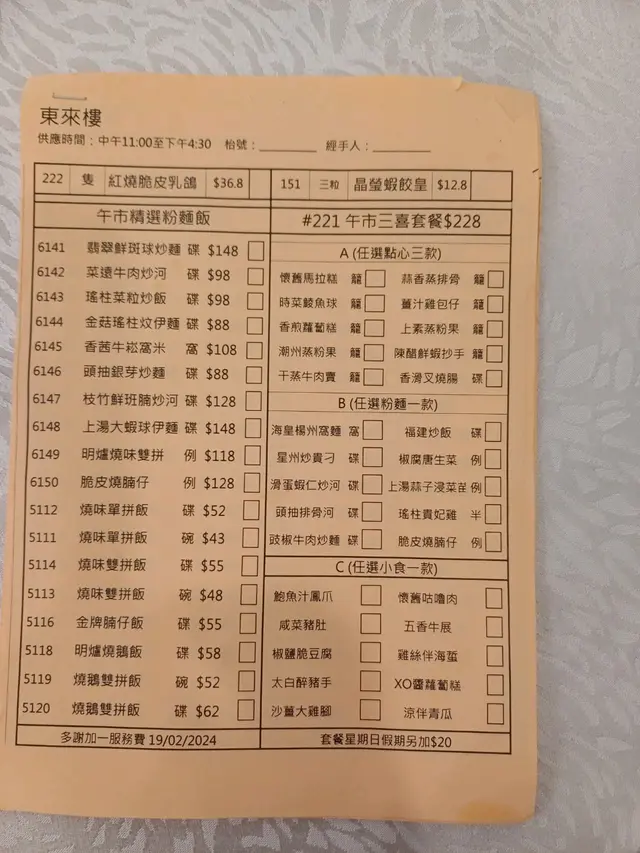 東來樓
供應時間：中午11:00至下午4:30 枱號：________ 經手人：________
222 隻 紅燒脆皮乳鴿 $36.8 151 三粒 晶瑩蝦餃皇 $12.8
午市精選粉麵飯
6141 翡翠鮮斑球炒麵 碟 $148
6142 菜遠牛肉炒河 碟 $98
6143 瑤柱菜粒炒飯 碟 $98
6144 金菇瑤柱炆伊麵 碟 $88
6145 香茜牛崧窩米 窩 $108
6146 頭抽銀芽炒麵 碟 $88
6147 枝竹鮮班腩炒河 碟 $128
6148 上湯大蝦球伊麵 碟 $148
6149 明爐燒味雙拼 例 $118
6150 脆皮燒腩仔 例 $128
5112 燒味單拼飯 碟 $52
5111 燒味單拼飯 碗 $43
5114 燒味雙拼飯 碟 $55
5113 燒味雙拼飯 碗 $48
5116 金牌腩仔飯 碟 $55
5118 明爐燒鵝飯 碟 $58
5119 燒鵝雙拼飯 碗 $52
5120 燒鵝雙拼飯 碟 $62
多謝加一服務費 19/02/2024
#221 午市三喜套餐$228
A (任選點心三款)
懷舊馬拉糕 籠 蒜香蒸排骨 籠
時菜鯪魚球 籠 薑汁雞包仔 籠
香煎蘿蔔糕 籠 上素蒸粉果 籠
潮州蒸粉果 籠 陳醋鮮蝦抄手 籠
干蒸牛肉賣 籠 香滑叉燒腸 碟
B (任選粉麵一款)
海皇楊州窩麵 窩 福建炒飯 碟
星州炒貴刁 碟 椒腐唐生菜 例
滑蛋蝦仁炒河 碟 上湯蒜子浸菜苗 例
頭抽排骨河 碟 瑤柱貴妃雞 半
豉椒牛肉炒麵 碟 脆皮燒腩仔 例
C (任選小食一款)
鮑魚汁鳳爪 懷舊咕嚕肉
咸菜豬肚 五香牛展
椒鹽脆豆腐 雞絲伴海蜇
太白醉豬手 XO醬蘿蔔糕
沙薑大雞腳 涼伴青瓜
套餐星期日假期另加$20